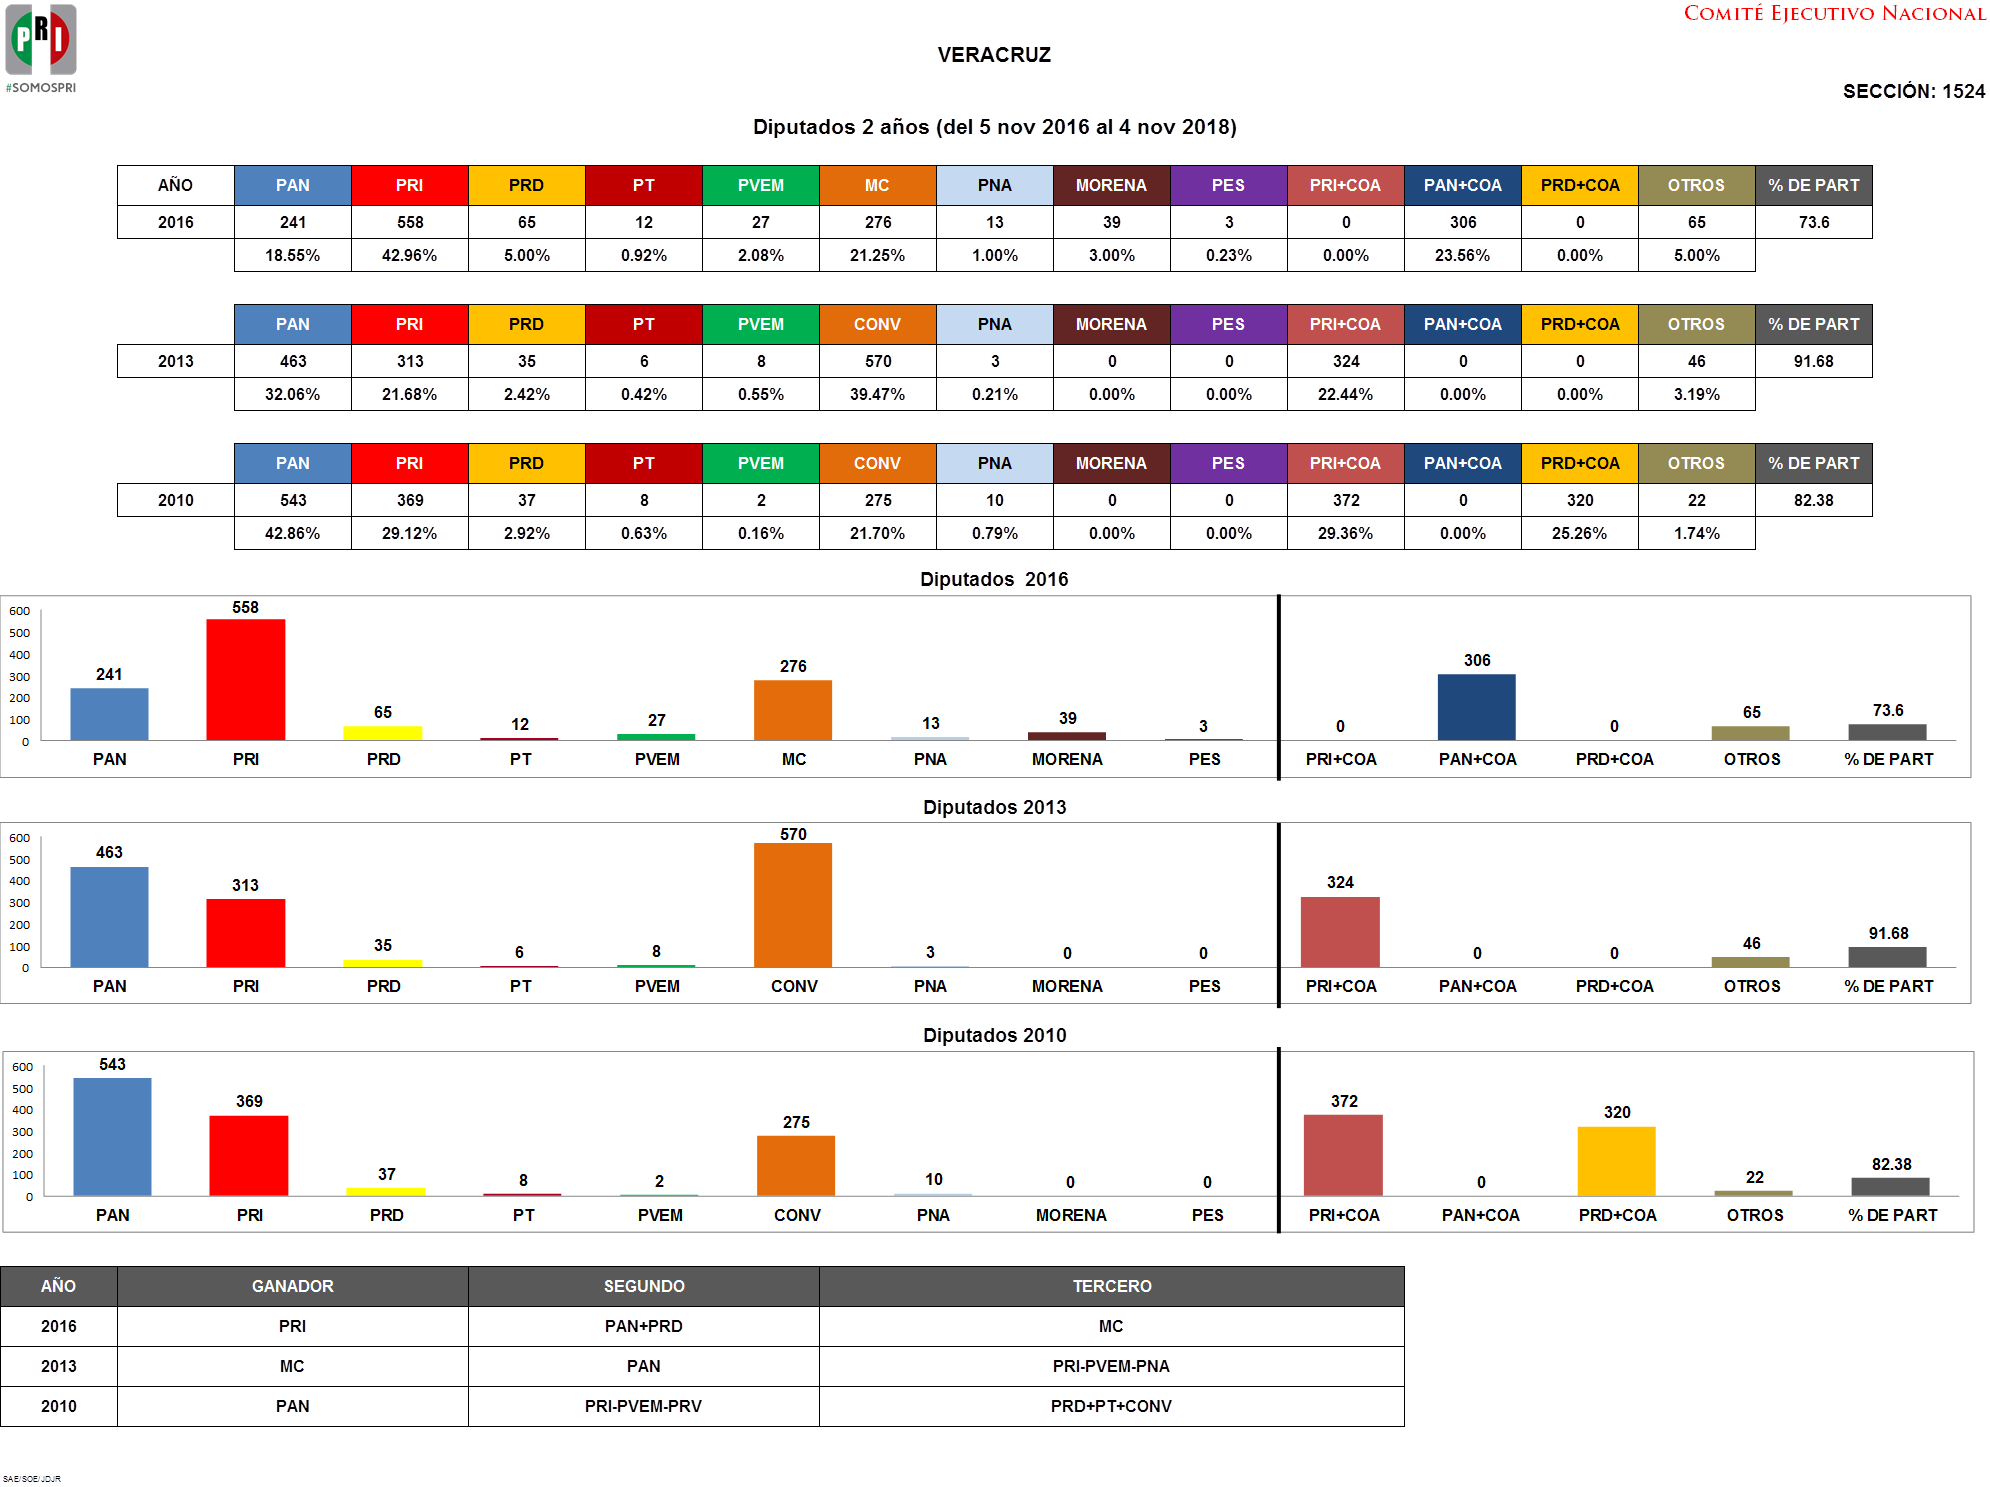 PRI
#SOMOSPRI
COMITÉ EJECUTIVO NACIONAL
VERACRUZ
SECCIÓN: 1524
Diputados 2 años (del 5 nov 2016 al 4 nov 2018)
AÑO PAN PRI PRD PT PVEM MC PNA MORENA PES PRI+COA PAN+COA PRD+COA OTROS % DE PART
2016 241 558 65 12 27 276 13 39 3 0 306 0 65 73.6
18.55% 42.96% 5.00% 0.92% 2.08% 21.25% 1.00% 3.00% 0.23% 0.00% 23.56% 0.00% 5.00%
PAN PRI PRD PT PVEM CONV PNA MORENA PES PRI+COA PAN+COA PRD+COA OTROS % DE PART
2013 463 313 35 6 8 570 3 0 0 324 0 0 46 91.68
32.06% 21.68% 2.42% 0.42% 0.55% 39.47% 0.21% 0.00% 0.00% 22.44% 0.00% 0.00% 3.19%
PAN PRI PRD PT PVEM CONV PNA MORENA PES PRI+COA PAN+COA PRD+COA OTROS % DE PART
2010 543 369 37 8 2 275 10 0 0 372 0 320 22 82.38
42.86% 29.12% 2.92% 0.63% 0.16% 21.70% 0.79% 0.00% 0.00% 29.36% 0.00% 25.26% 1.74%
Diputados 2016
600
500
400
300
200
100
0
241 558 65 12 27 276 13 39 3 0 306 0 65 73.6
PAN PRI PRD PT PVEM MC PNA MORENA PES PRI+COA PAN+COA PRD+COA OTROS % DE PART
Diputados 2013
600
500
400
300
200
100
0
463 313 35 6 8 570 3 0 0 324 0 0 46 91.68
PAN PRI PRD PT PVEM CONV PNA MORENA PES PRI+COA PAN+COA PRD+COA OTROS % DE PART
Diputados 2010
600
500
400
300
200
100
0
543 369 37 8 2 275 10 0 0 372 0 320 22 82.38
PAN PRI PRD PT PVEM CONV PNA MORENA PES PRI+COA PAN+COA PRD+COA OTROS % DE PART
AÑO GANADOR SEGUNDO TERCERO
2016 PRI PAN+PRD MC
2013 MC PAN PRI-PVEM-PNA
2010 PAN PRI-PVEM-PRV PRD+PT+CONV
SAE/SOE/JDJR